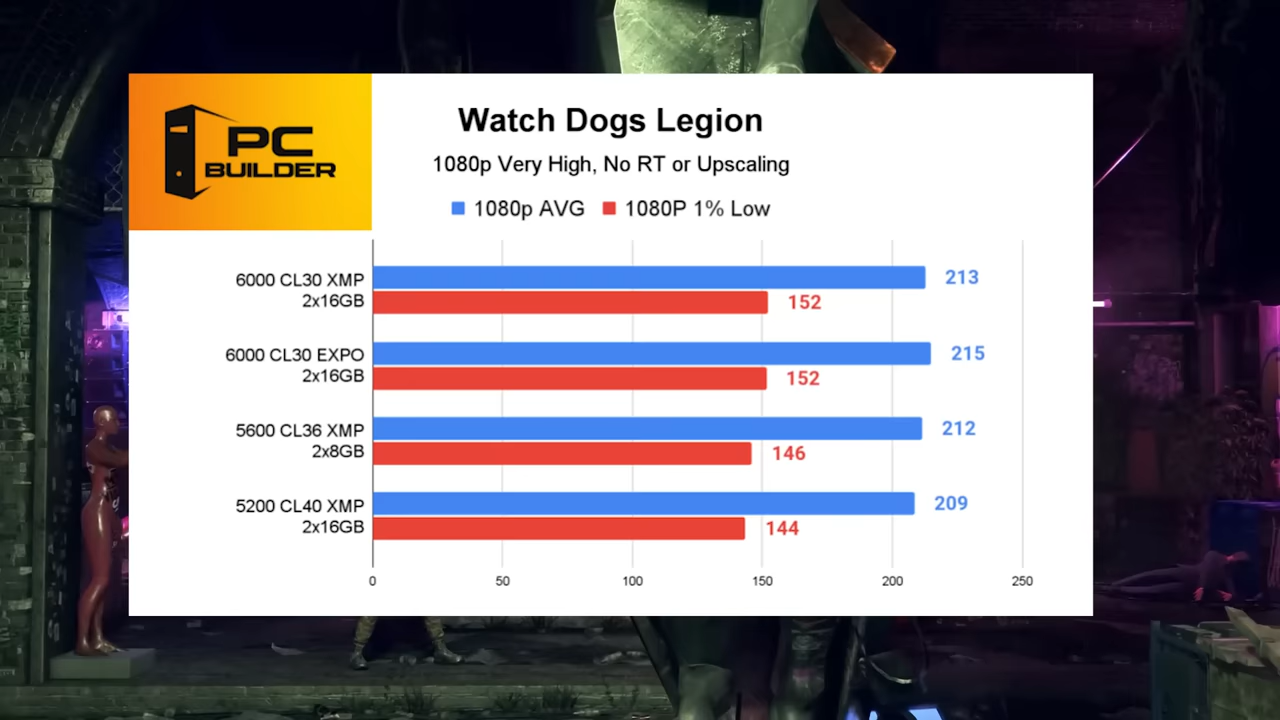 PC
BUILDER
Watch Dogs Legion
1080p Very High, No RT or Upscaling
1080p AVG 1080P 1% Low
6000 CL30 XMP
2x16GB
213
152
6000 CL30 EXPO
2x16GB
215
152
5600 CL36 XMP
2x8GB
212
146
5200 CL40 XMP
2x16GB
209
144
0 50 100 150 200 250